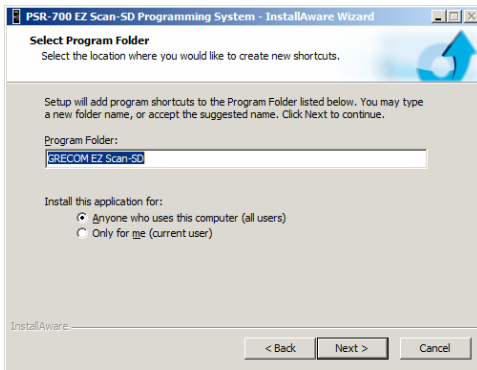 PSR-700 EZ Scan-SD Programming System - InstallAware Wizard
Select Program Folder
Select the location where you would like to create new shortcuts.
Setup will add program shortcuts to the Program Folder listed below. You may type
a new folder name, or accept the suggested name. Click Next to continue.
Program Folder:
GRECOM EZ Scan-SD
Install this application for:
Anyone who uses this computer (all users)
Only for me (current user)
InstallAware
< Back
Next >
Cancel